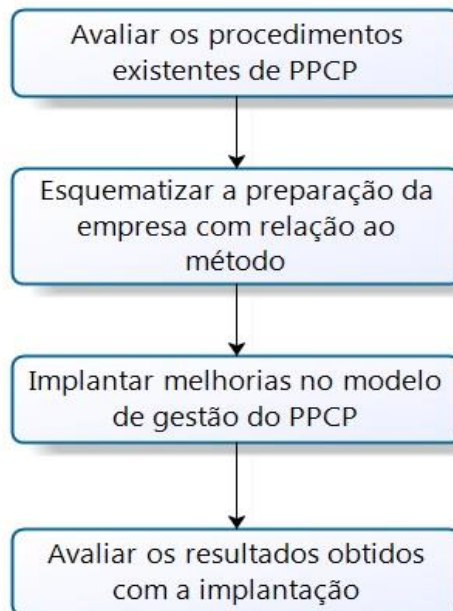 Avaliar os procedimentos
existentes de PPCP
Esquematizar a preparação da
empresa com relação ao
método
Implantar melhorias no modelo
de gestão do PPCP
Avaliar os resultados obtidos
com a implantação